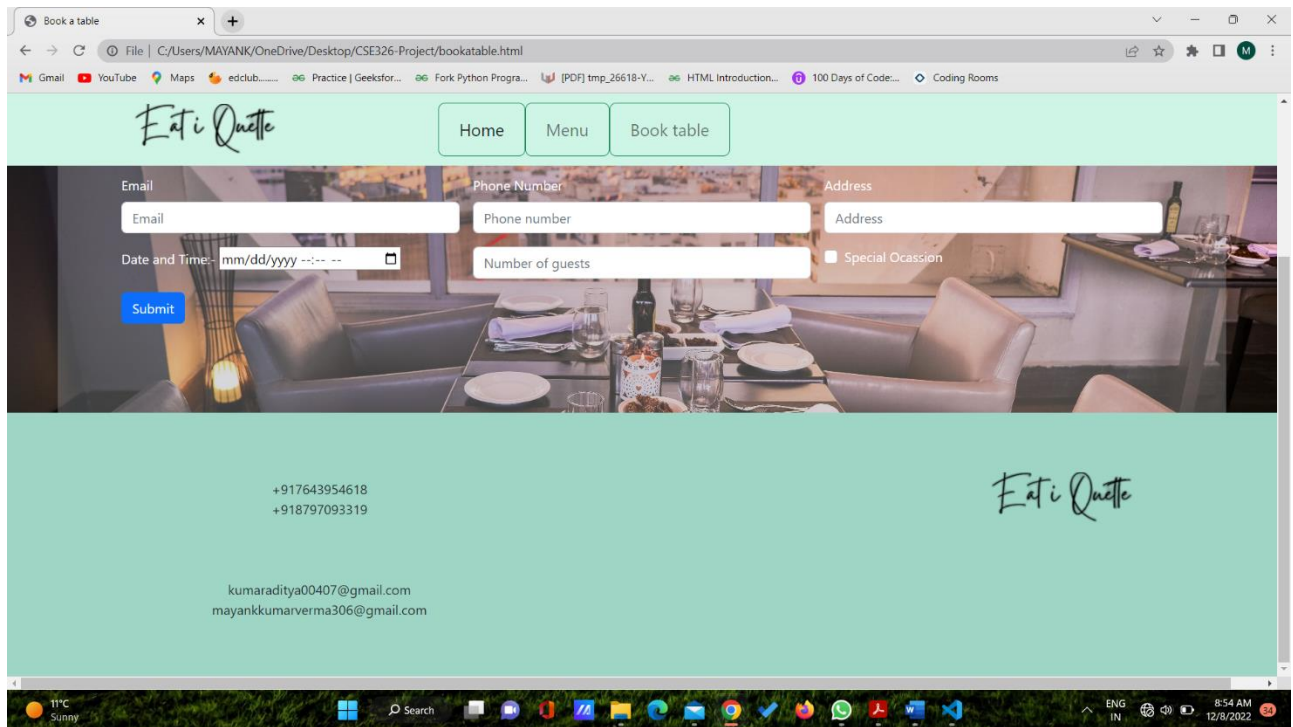 Book a table
File | C:/Users/MAYANK/OneDrive/Desktop/CSE326-Project/bookatable.html
M
Gmail YouTube Maps edclub........ Practice | Geeksfor... Fork Python Progra... [PDF] tmp_26618-Y... HTML Introduction... 100 Days of Code:... Coding Rooms
Eat i Quette
Home Menu Book table
Email Phone Number Address
Email Phone number Address
Date and Time:- mm/dd/yyyy --:-- -- Number of guests Special Ocassion
Submit
+917643954618
+918797093319
Eat i Quette
kumaraditya00407@gmail.com
mayankkumarverma306@gmail.com
11°C
Sunny
Search
ENG
IN
8:54 AM
12/8/2022
34